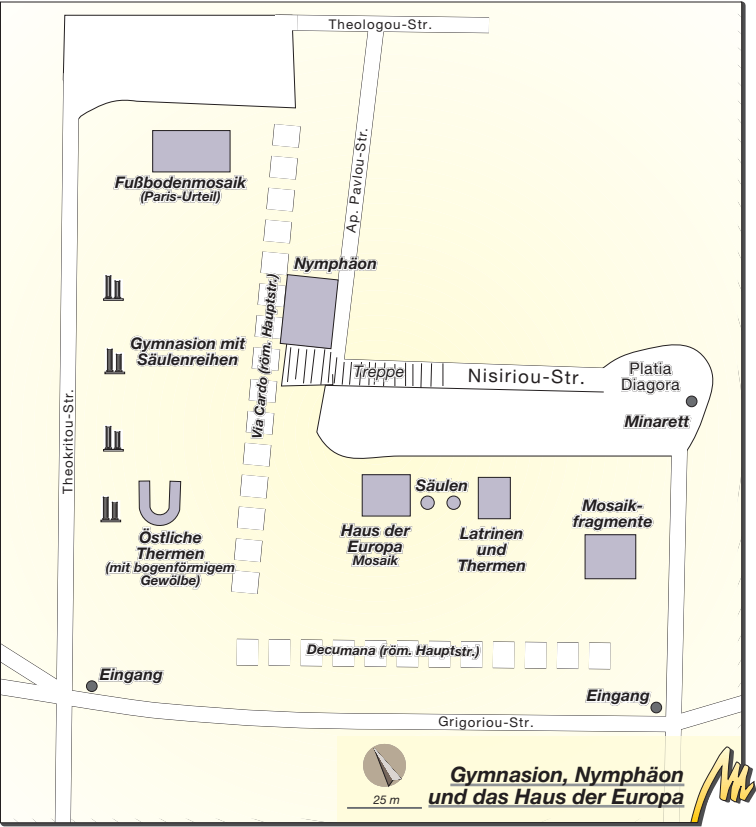 Theologou-Str.
Ap. Pavlou-Str.
Fußbodenmosaik
(Paris-Urteil)
Nymphäon
Via Cardo (röm. Hauptstr.)
Gymnasion mit
Säulenreihen
Treppe
Nisiriou-Str.
Platia
Diagora
Minarett
Theokritou-Str.
Säulen
Haus der
Europa
Mosaik
Latrinen
und
Thermen
Mosaik-
fragmente
Östliche
Thermen
(mit bogenförmigem
Gewölbe)
Decumana (röm. Hauptstr.)
Eingang
Eingang
Grigoriou-Str.
25 m
Gymnasion, Nymphäon
und das Haus der Europa